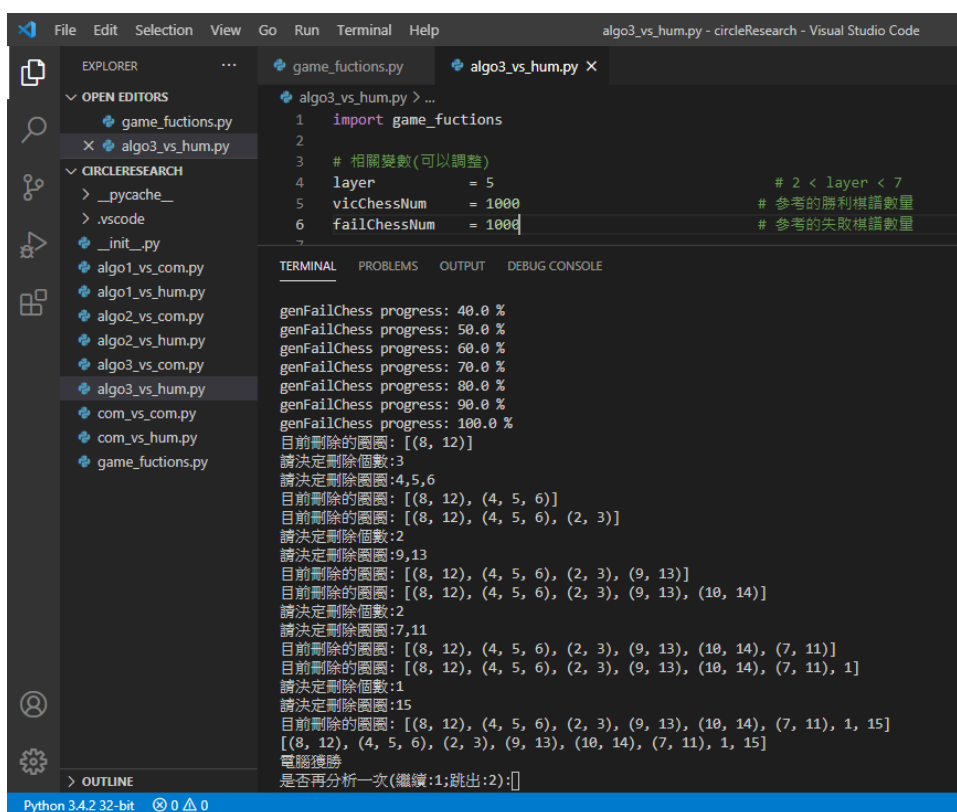 File Edit Selection View Go Run Terminal Help
algo3_vs_hum.py - circleResearch - Visual Studio Code
EXPLORER ...
OPEN EDITORS
game_fuctions.py
algo3_vs_hum.py
CIRCLERESEARCH
__pycache__
.vscode
__init__.py
algo1_vs_com.py
algo1_vs_hum.py
algo2_vs_com.py
algo2_vs_hum.py
algo3_vs_com.py
algo3_vs_hum.py
com_vs_com.py
com_vs_hum.py
game_fuctions.py
OUTLINE
game_fuctions.py algo3_vs_hum.py
algo3_vs_hum.py > ...
1 import game_fuctions
2
3 # 相關變數(可以調整)
4 layer = 5 # 2 < layer < 7
5 vicChessNum = 1000 # 參考的勝利棋譜數量
6 failChessNum = 1000 # 參考的失敗棋譜數量
7
TERMINAL PROBLEMS OUTPUT DEBUG CONSOLE
genFailChess progress: 40.0 %
genFailChess progress: 50.0 %
genFailChess progress: 60.0 %
genFailChess progress: 70.0 %
genFailChess progress: 80.0 %
genFailChess progress: 90.0 %
genFailChess progress: 100.0 %
目前刪除的圈圈: [(8, 12)]
請決定刪除個數:3
請決定刪除圈圈:4,5,6
目前刪除的圈圈: [(8, 12), (4, 5, 6)]
目前刪除的圈圈: [(8, 12), (4, 5, 6), (2, 3)]
請決定刪除個數:2
請決定刪除圈圈:9,13
目前刪除的圈圈: [(8, 12), (4, 5, 6), (2, 3), (9, 13)]
目前刪除的圈圈: [(8, 12), (4, 5, 6), (2, 3), (9, 13), (10, 14)]
請決定刪除個數:2
請決定刪除圈圈:7,11
目前刪除的圈圈: [(8, 12), (4, 5, 6), (2, 3), (9, 13), (10, 14), (7, 11)]
目前刪除的圈圈: [(8, 12), (4, 5, 6), (2, 3), (9, 13), (10, 14), (7, 11), 1]
請決定刪除個數:1
請決定刪除圈圈:15
目前刪除的圈圈: [(8, 12), (4, 5, 6), (2, 3), (9, 13), (10, 14), (7, 11), 1, 15]
[(8, 12), (4, 5, 6), (2, 3), (9, 13), (10, 14), (7, 11), 1, 15]
電腦獲勝
是否再分析一次(繼續:1;跳出:2):
Python 3.4.2 32-bit 0 0